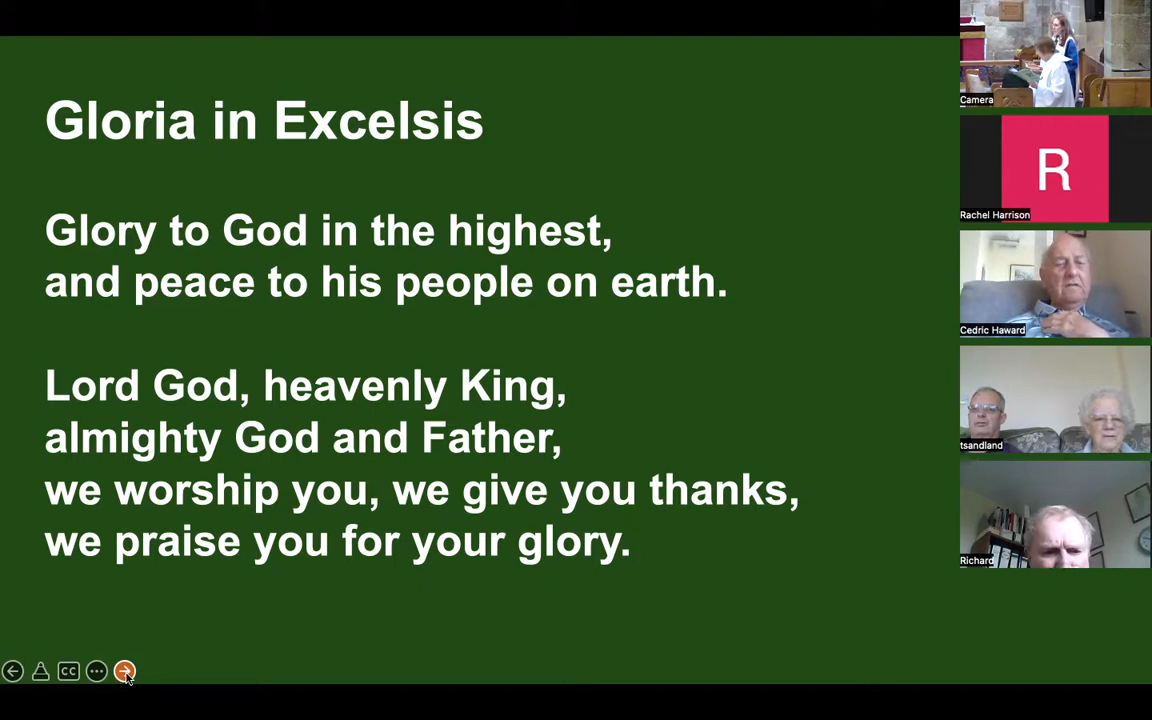 Gloria in Excelsis
Glory to God in the highest,
and peace to his people on earth.
Lord God, heavenly King,
almighty God and Father,
we worship you, we give you thanks,
we praise you for your glory.
CC
Camera
R
Rachel Harrison
Cedric Haward
tsandland
Richard